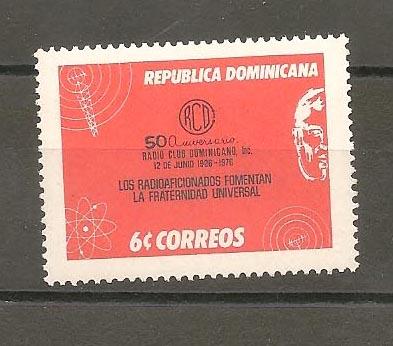 REPUBLICA DOMINICANA
RCD
50 aniversario
RADIO CLUB DOMINICANO, Inc.
12 DE JUNIO 1926-1976
LOS RADIOAFICIONADOS FOMENTAN
LA FRATERNIDAD UNIVERSAL
6¢ CORREOS